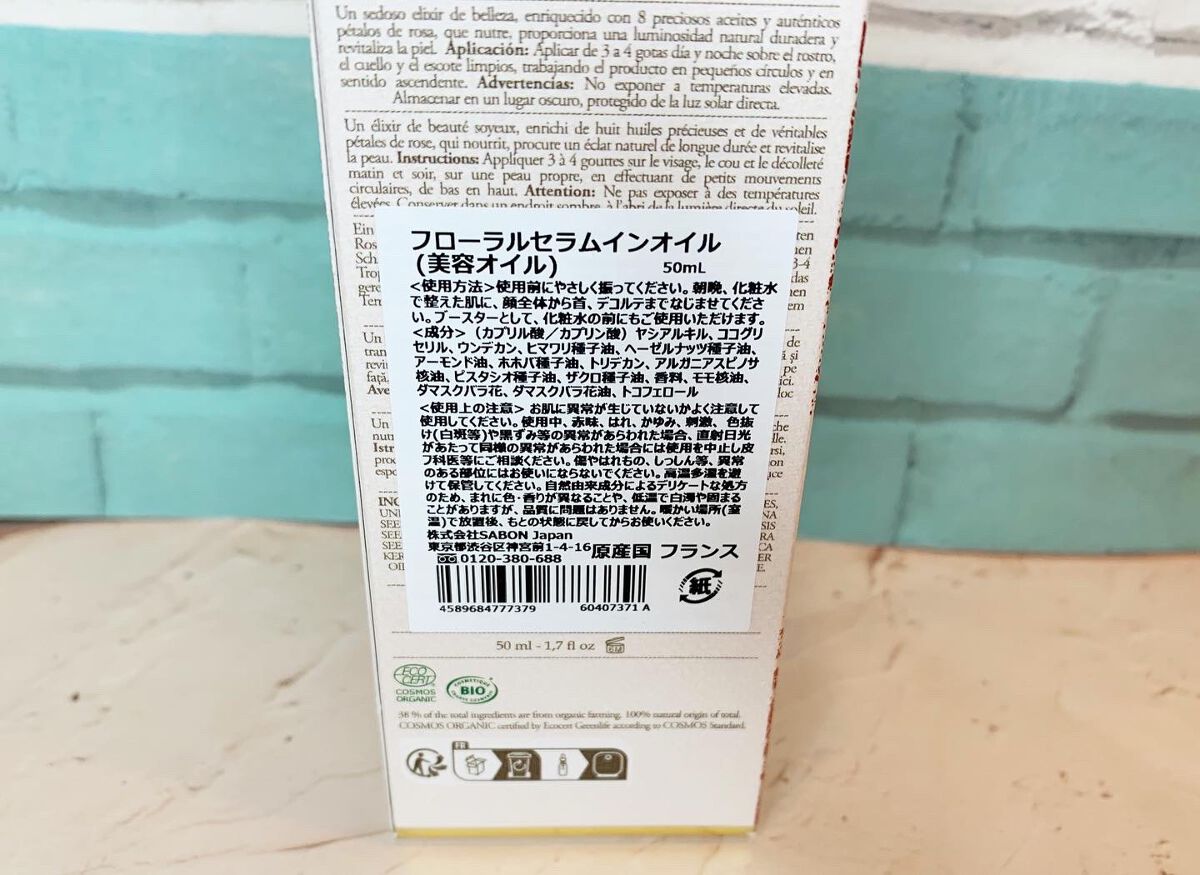 Un sedoso elixir de belleza, enriquecido con 8 preciosos aceites y auténticos
pétalos de rosa, que nutre, proporciona una luminosidad natural duradera y
revitaliza la piel. Aplicación: Aplicar de 3 a 4 gotas día y noche sobre el rostro,
el cuello y el escote limpios, trabajando el producto en pequeños círculos y en
sentido ascendente. Advertencias: No exponer a temperaturas elevadas.
Almacenar en un lugar oscuro, protegido de la luz solar directa.
Un élixir de beauté soyeux, enrichi de huit huiles précieuses et de véritables
pétales de rose, qui nourrit, procure un éclat naturel de longue durée et revitalise
la peau. Instructions: Appliquer 3 à 4 gouttes sur le visage, le cou et le décolleté
matin et soir, sur une peau propre, en effectuant de petits mouvements
circulaires, de bas en haut. Attention: Ne pas exposer à des températures
élevées. Conserver dans un endroit sombre, à l'abri de la lumière directe du soleil.
フローラルセラムインオイル
(美容オイル) 50mL
<使用方法>使用前にやさしく振ってください。朝晩、化粧水
で整えた肌に、顔全体から首、デコルテまでなじませてくださ
い。ブースターとして、化粧水の前にもご使用いただけます。
<成分>（カプリル酸／カプリン酸）ヤシアルキル、ココグリ
セリル、ウンデカン、ヒマワリ種子油、ヘーゼルナッツ種子油、
アーモンド油、ホホバ種子油、トリデカン、アルガニアスピノサ
核油、ピスタシオ種子油、ザクロ種子油、香料、モモ核油、
ダマスクバラ花、ダマスクバラ花油、トコフェロール
<使用上の注意> お肌に異常が生じていないかよく注意して
使用してください。使用中、赤味、はれ、かゆみ、刺激、色抜
け(白斑等)や黒ずみ等の異常があらわれた場合、直射日光
があたって同様の異常があらわれた場合には使用を中止し皮
フ科医等にご相談ください。傷やはれもの、しっしん等、異常
のある部位にはお使いにならないでください。高温多湿を避
けて保管してください。自然由来成分によるデリケートな処方
のため、まれに色・香りが異なることや、低温で白濁や固まる
ことがありますが、品質に問題はありません。暖かい場所(室
温)で放置後、もとの状態に戻してからお使いください。
株式会社SABON Japan
東京都渋谷区神宮前1-4-16 原産国 フランス
0120-380-688
紙
4589684777379 60407371 A
50 ml - 1,7 fl oz
ECO CERT
COSMOS ORGANIC
COSMETIQUE BIO
38 % of the total ingredients are from organic farming. 100% natural origin of total.
COSMOS ORGANIC certified by Ecocert Greenlife according to COSMOS Standard.
FR